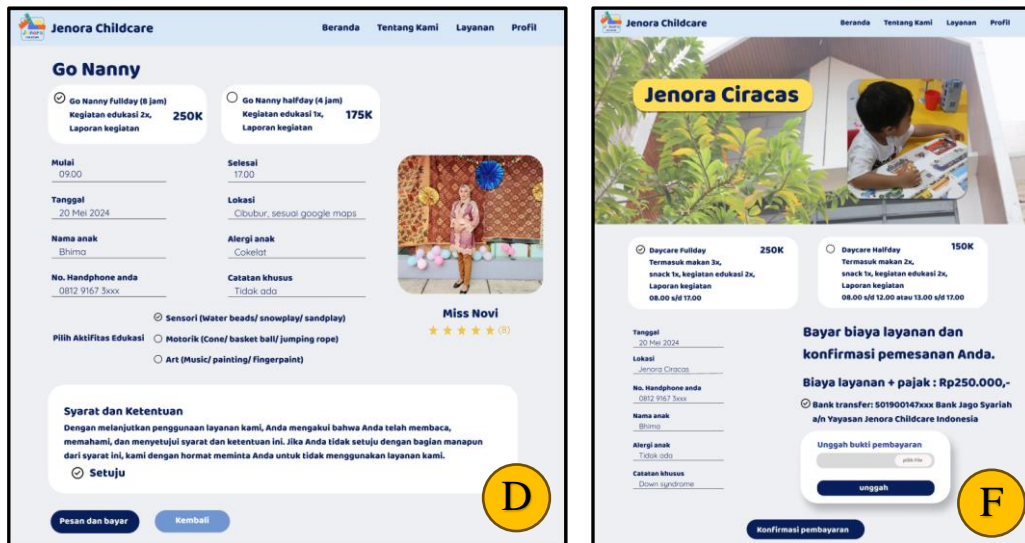 Jenora Childcare
Beranda Tentang Kami Layanan Profil
Go Nanny
Go Nanny fullday (8 jam)
Kegiatan edukasi 2x,
Laporan kegiatan
250K
Go Nanny halfday (4 jam)
Kegiatan edukasi 1x,
Laporan kegiatan
175K
Mulai
09.00
Selesai
17.00
Tanggal
20 Mei 2024
Lokasi
Cibubur, sesuai google maps
Nama anak
Bhima
Alergi anak
Cokelat
No. Handphone anda
0812 9167 3xxx
Catatan khusus
Tidak ada
Miss Novi
(8)
Pilih Aktifitas Edukasi
Sensori (Water beads/ snowplay/ sandplay)
Motorik (Cone/ basket ball/ jumping rope)
Art (Music/ painting/ fingerpaint)
Syarat dan Ketentuan
Dengan melanjutkan penggunaan layanan kami, Anda mengakui bahwa Anda telah membaca,
memahami, dan menyetujui syarat dan ketentuan ini. Jika Anda tidak setuju dengan bagian manapun
dari syarat ini, kami dengan hormat meminta Anda untuk tidak menggunakan layanan kami.
Setuju
Pesan dan bayar
Kembali
D
Jenora Childcare
Beranda Tentang Kami Layanan Profil
Jenora Ciracas
Daycare Fullday 250K
Termasuk makan 3x,
snack 1x, kegiatan edukasi 2x,
Laporan kegiatan
08.00 s/d 17.00
Daycare Halfday 150K
Termasuk makan 2x,
snack 1x, kegiatan edukasi 2x,
Laporan kegiatan
08.00 s/d 12.00 atau 13.00 s/d 17.00
Tanggal
20 Mei 2024
Lokasi
Jenora Ciracas
No. Handphone anda
0812 9167 3xxx
Nama anak
Bhima
Alergi anak
Tidak ada
Catatan khusus
Down syndrome
Bayar biaya layanan dan
konfirmasi pemesanan Anda.
Biaya layanan + pajak : Rp250.000,-
Bank transfer: 501900147xxx Bank Jago Syariah
a/n Yayasan Jenora Childcare Indonesia
Unggah bukti pembayaran
pilih file
unggah
Konfirmasi pembayaran
F